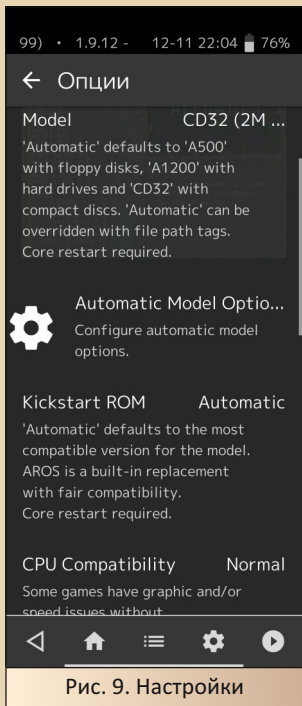 99) • 1.9.12 - 12-11 22:04 76%
← Опции
Model CD32 (2M ...
'Automatic' defaults to 'A500'
with floppy disks, 'A1200' with
hard drives and 'CD32' with
compact discs. 'Automatic' can be
overridden with file path tags.
Core restart required.
Automatic Model Optio...
Configure automatic model
options.
Kickstart ROM Automatic
'Automatic' defaults to the most
compatible version for the model.
AROS is a built-in replacement
with fair compatibility.
Core restart required.
CPU Compatibility Normal
Some games have graphic and/or
speed issues without
Рис. 9. Настройки